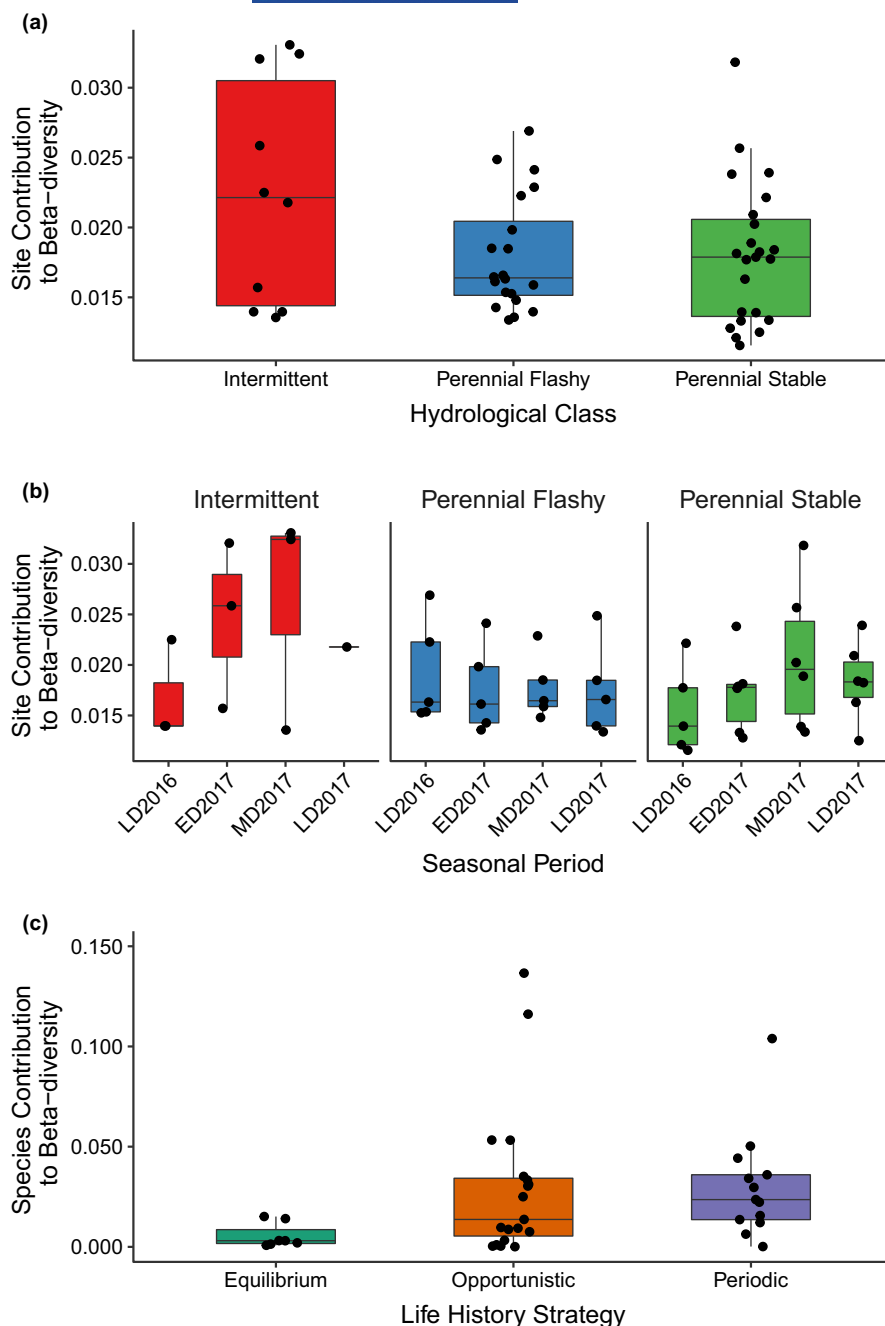 (a)
Site Contribution
to Beta−diversity
0.030
0.025
0.020
0.015
Intermittent Perennial Flashy Perennial Stable
Hydrological Class
(b)
Intermittent Perennial Flashy Perennial Stable
Site Contribution
to Beta−diversity
0.030
0.025
0.020
0.015
LD2016 ED2017 MD2017 LD2017 LD2016 ED2017 MD2017 LD2017 LD2016 ED2017 MD2017 LD2017
Seasonal Period
(c)
Species Contribution
to Beta−diversity
0.150
0.100
0.050
0.000
Equilibrium Opportunistic Periodic
Life History Strategy